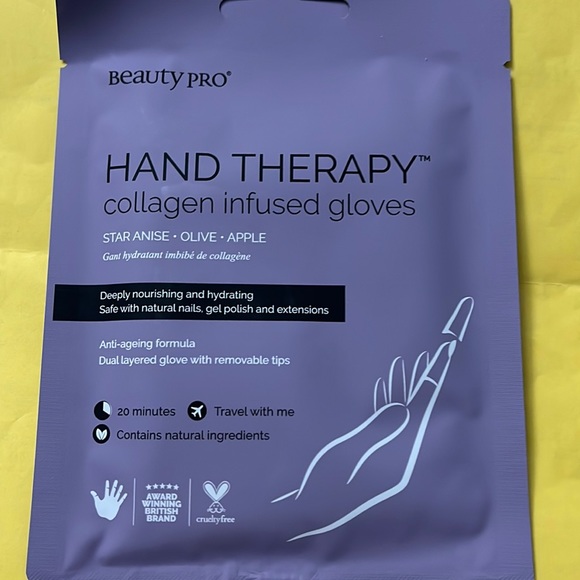 BeautyPRO®
HAND THERAPY™
collagen infused gloves
STAR ANISE • OLIVE • APPLE
Gant hydratant imbibé de collagène
Deeply nourishing and hydrating
Safe with natural nails, gel polish and extensions
Anti-ageing formula
Dual layered glove with removable tips
20 minutes
Travel with me
Contains natural ingredients
AWARD
WINNING
BRITISH
BRAND
crueltyfree